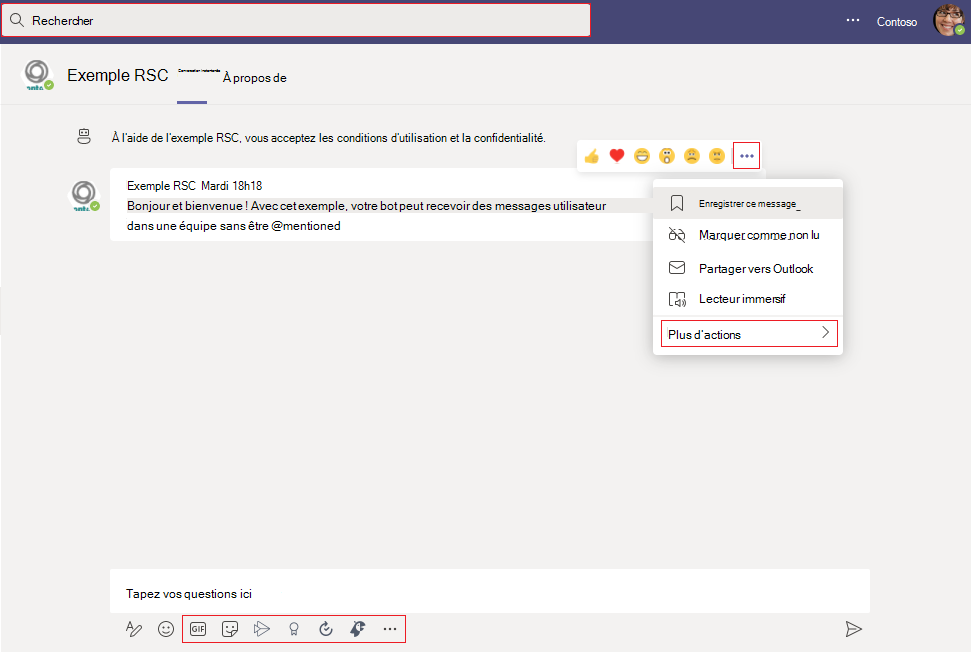 Rechercher
Contoso
Exemple RSC
Conversation instantanée
À propos de
À l'aide de l'exemple RSC, vous acceptez les conditions d'utilisation et la confidentialité.
Exemple RSC Mardi 18h18
Bonjour et bienvenue ! Avec cet exemple, votre bot peut recevoir des messages utilisateur
dans une équipe sans être @mentioned
Enregistrer ce message_
Marquer comme non lu
Partager vers Outlook
Lecteur immersif
Plus d'actions
Tapez vos questions ici
GIF